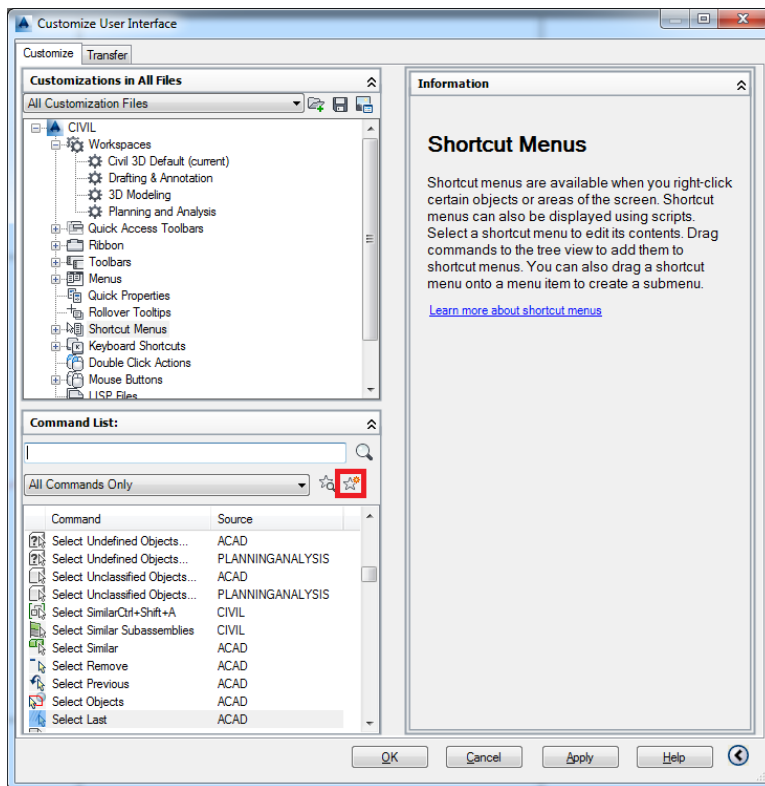 Customize User Interface
Customize Transfer
Customizations in All Files
All Customization Files
CIVIL
Workspaces
Civil 3D Default (current)
Drafting & Annotation
3D Modeling
Planning and Analysis
Quick Access Toolbars
Ribbon
Toolbars
Menus
Quick Properties
Rollover Tooltips
Shortcut Menus
Keyboard Shortcuts
Double Click Actions
Mouse Buttons
LISP Files
Command List:
All Commands Only
Command Source
Select Undefined Objects... ACAD
Select Undefined Objects... PLANNINGANALYSIS
Select Unclassified Objects... ACAD
Select Unclassified Objects... PLANNINGANALYSIS
Select SimilarCtrl+Shift+A CIVIL
Select Similar Subassemblies CIVIL
Select Similar ACAD
Select Remove ACAD
Select Previous ACAD
Select Objects ACAD
Select Last ACAD
Information
Shortcut Menus
Shortcut menus are available when you right-click
certain objects or areas of the screen. Shortcut
menus can also be displayed using scripts.
Select a shortcut menu to edit its contents. Drag
commands to the tree view to add them to
shortcut menus. You can also drag a shortcut
menu onto a menu item to create a submenu.
Learn more about shortcut menus
OK Cancel Apply Help